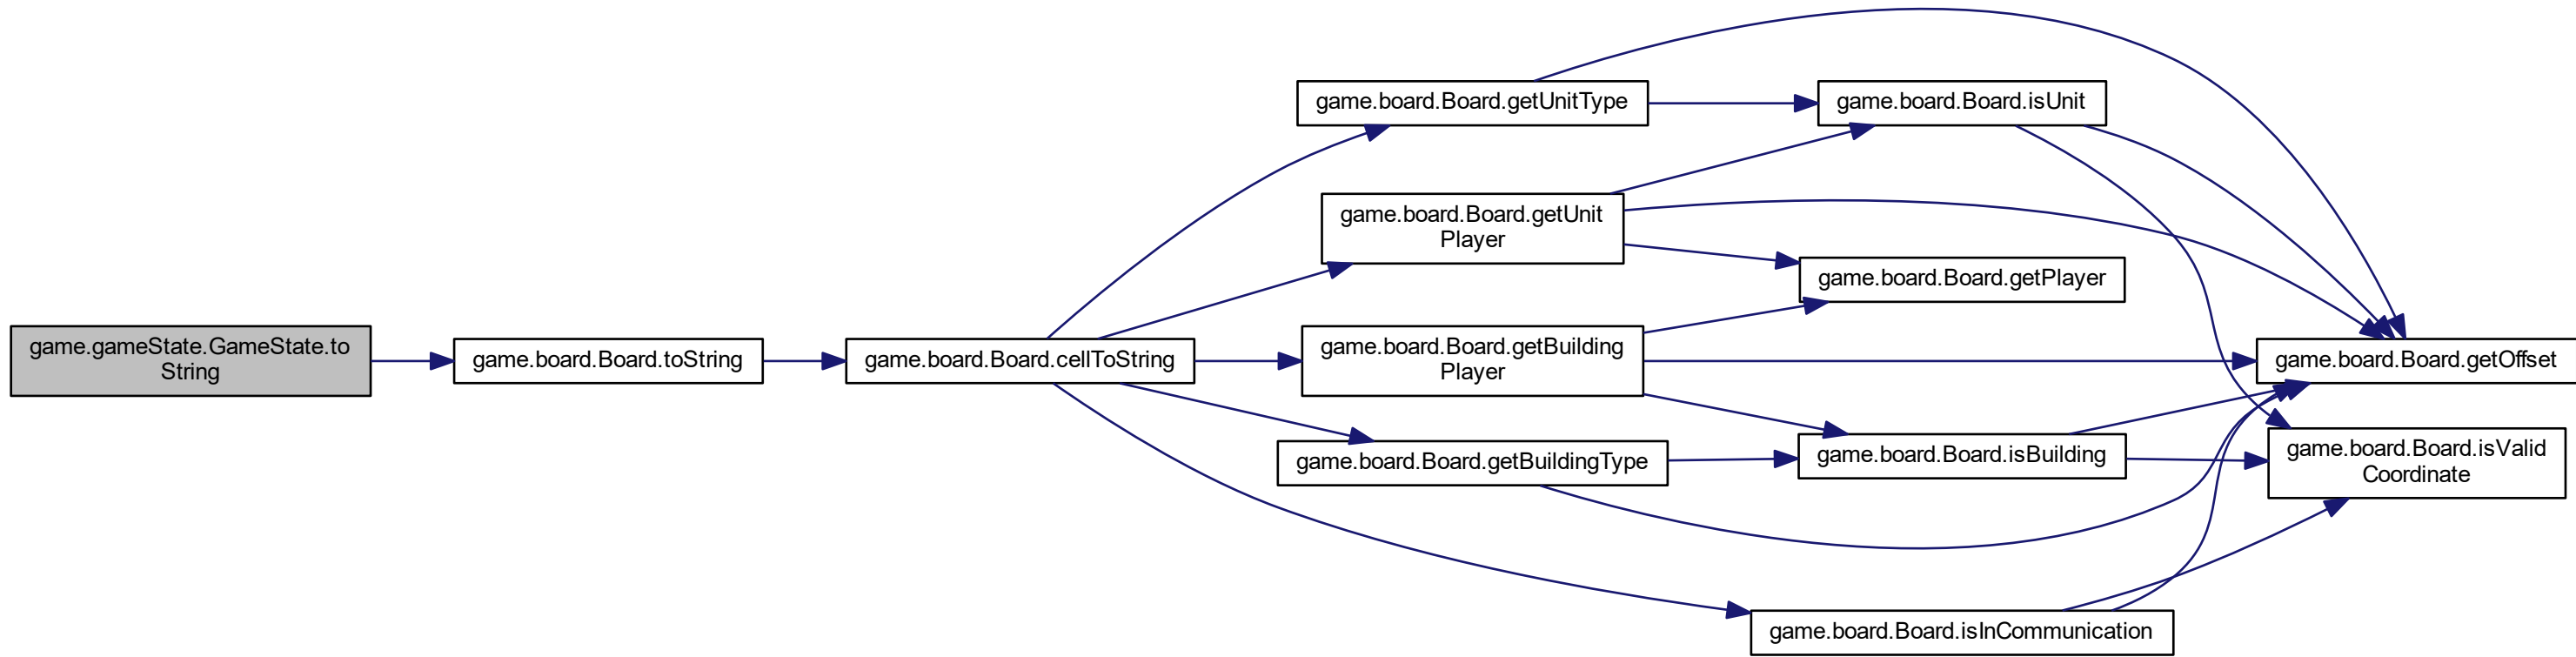 game.gameState.GameState.to
String
game.board.Board.toString
game.board.Board.cellToString
game.board.Board.getUnitType
game.board.Board.getUnit
Player
game.board.Board.getBuilding
Player
game.board.Board.getBuildingType
game.board.Board.isInCommunication
game.board.Board.isUnit
game.board.Board.getPlayer
game.board.Board.isBuilding
game.board.Board.getOffset
game.board.Board.isValid
Coordinate